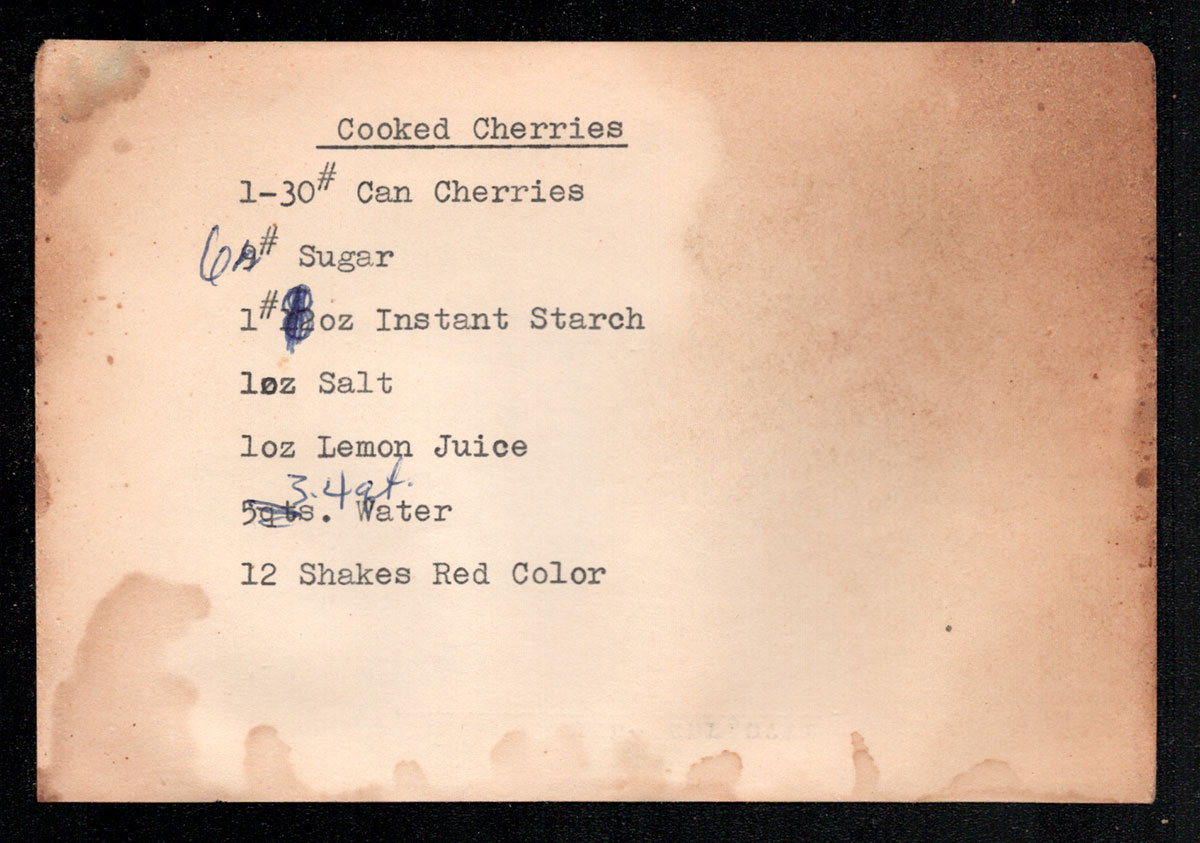 Cooked Cherries
1-30# Can Cherries
6# Sugar
1# 8oz Instant Starch
1oz Salt
1oz Lemon Juice
3.4qt.
5qts. Water
12 Shakes Red Color